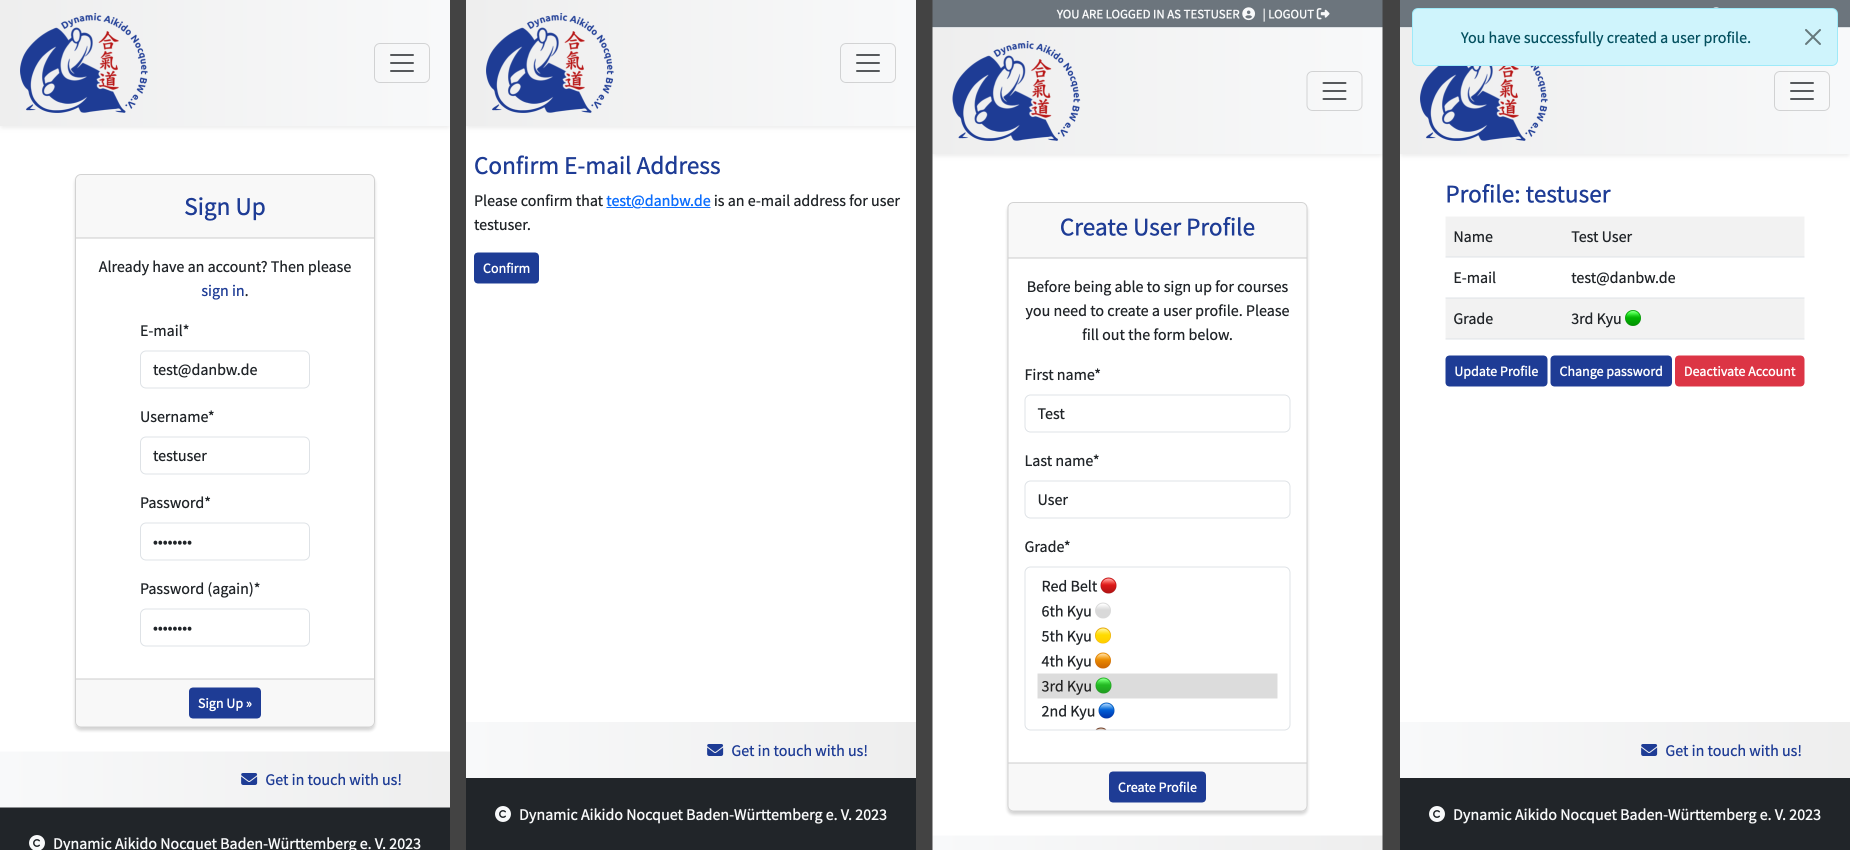 Dynamic Aikido Nocquet BW e.V.
合氣道
Sign Up
Already have an account? Then please
sign in.
E-mail*
test@danbw.de
Username*
testuser
Password*
••••••••
Password (again)*
••••••••
Sign Up »
Get in touch with us!
Dynamic Aikido Nocquet Baden-Württemberg e. V. 2023
Dynamic Aikido Nocquet BW e.V.
合氣道
Confirm E-mail Address
Please confirm that test@danbw.de is an e-mail address for user
testuser.
Confirm
Get in touch with us!
Dynamic Aikido Nocquet Baden-Württemberg e. V. 2023
YOU ARE LOGGED IN AS TESTUSER | LOGOUT
Dynamic Aikido Nocquet BW e.V.
合氣道
Create User Profile
Before being able to sign up for courses
you need to create a user profile. Please
fill out the form below.
First name*
Test
Last name*
User
Grade*
Red Belt
6th Kyu
5th Kyu
4th Kyu
3rd Kyu
2nd Kyu
Create Profile
You have successfully created a user profile.
Nocquet BW e.V.
氣道
Profile: testuser
Name Test User
E-mail test@danbw.de
Grade 3rd Kyu
Update Profile Change password Deactivate Account
Get in touch with us!
Dynamic Aikido Nocquet Baden-Württemberg e. V. 2023